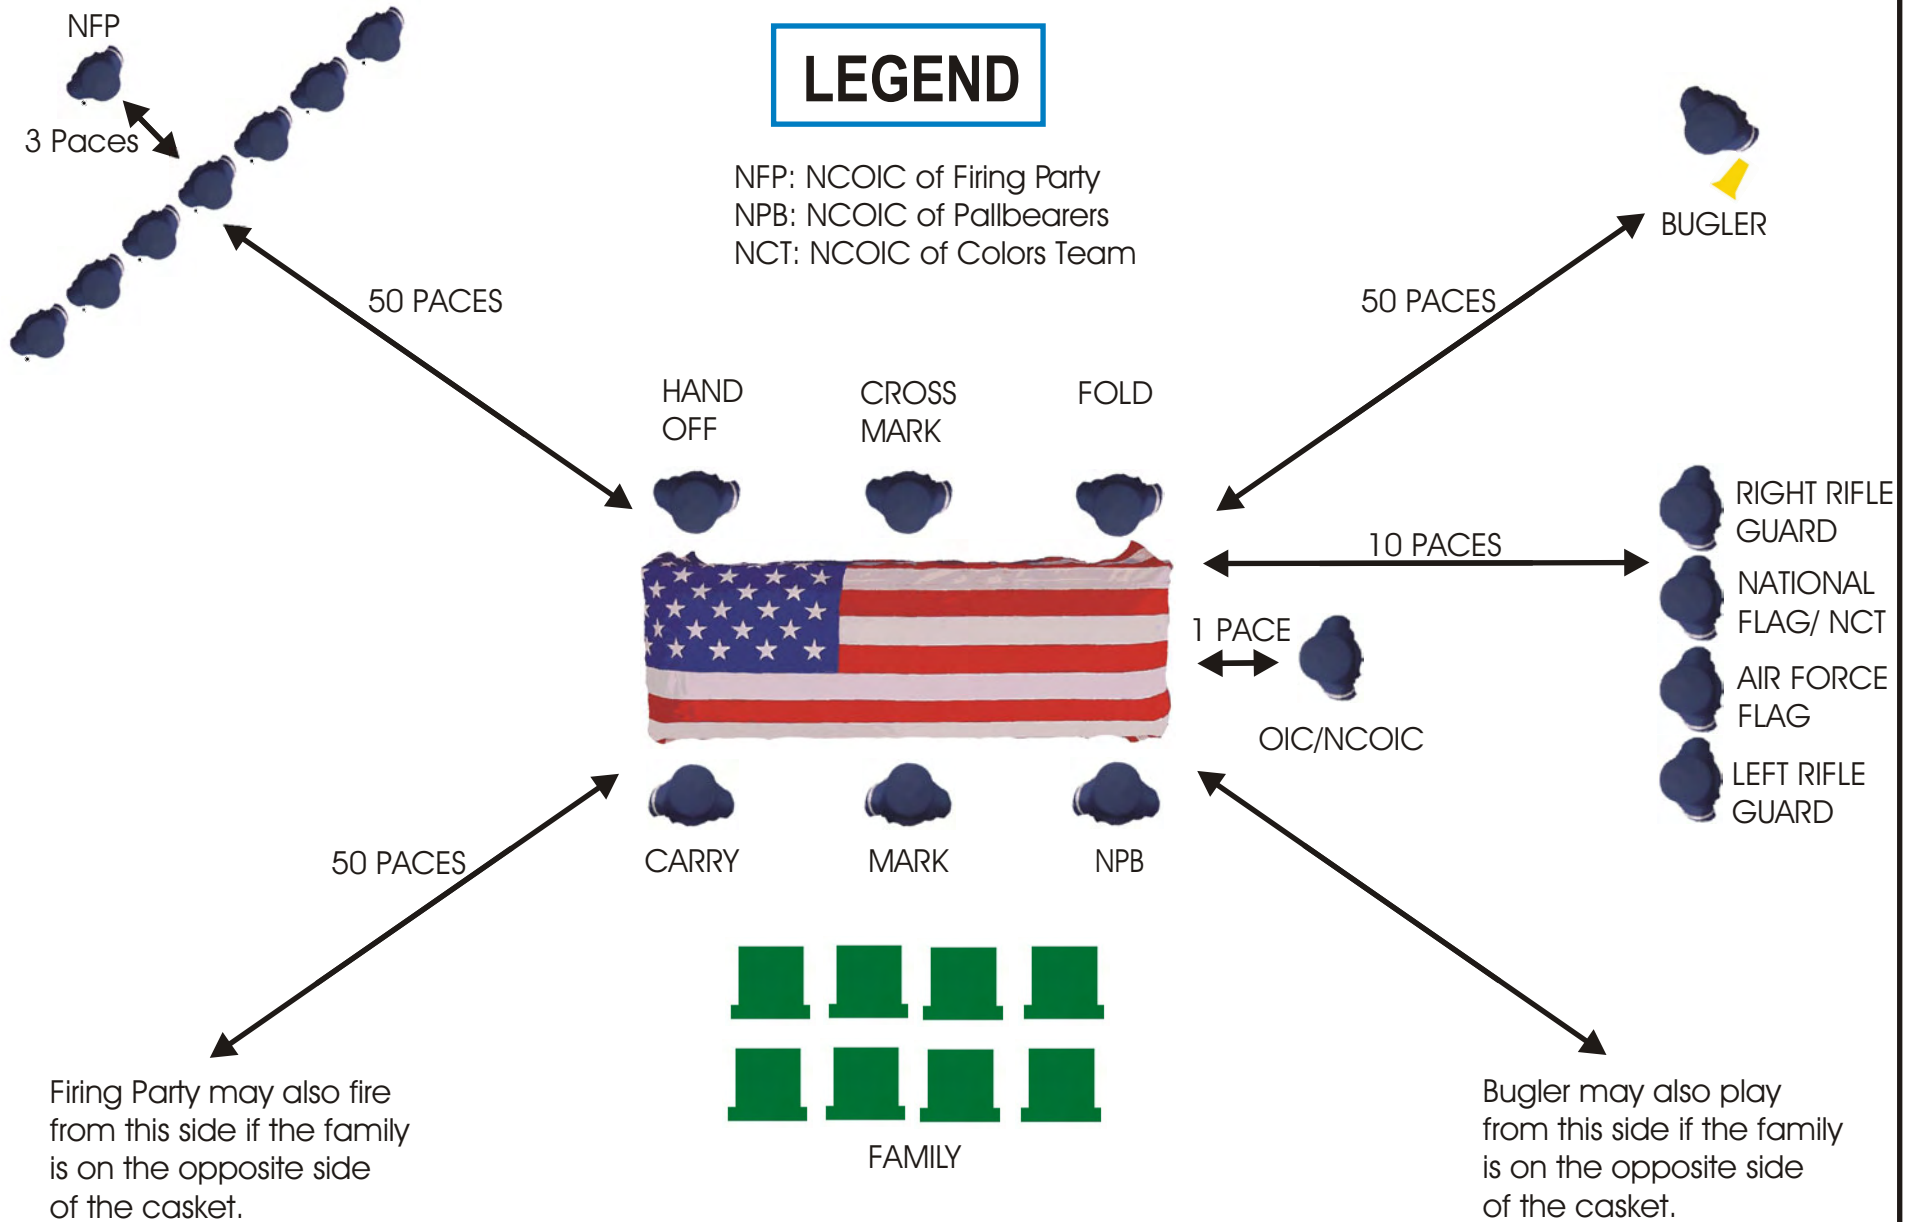 NFP
3 Paces
LEGEND
NFP: NCOIC of Firing Party
NPB: NCOIC of Pallbearers
NCT: NCOIC of Colors Team
BUGLER
50 PACES
50 PACES
HAND
OFF
CROSS
MARK
FOLD
10 PACES
RIGHT RIFLE
GUARD
NATIONAL
FLAG/ NCT
AIR FORCE
FLAG
LEFT RIFLE
GUARD
1 PACE
OIC/NCOIC
CARRY
MARK
NPB
50 PACES
FAMILY
Firing Party may also fire
from this side if the family
is on the opposite side
of the casket.
Bugler may also play
from this side if the family
is on the opposite side
of the casket.